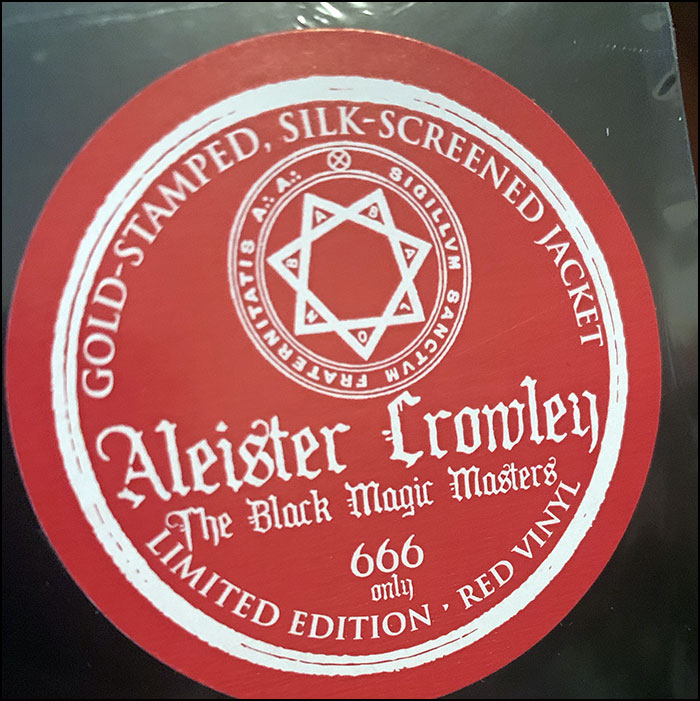 GOLD-STAMPED, SILK-SCREENED JACKET
SIGILLVM SANCTVM FRATERNITATIS A∴ A∴
B A B A L O N
Aleister Crowley
The Black Magic Masters
666
only
LIMITED EDITION · RED VINYL